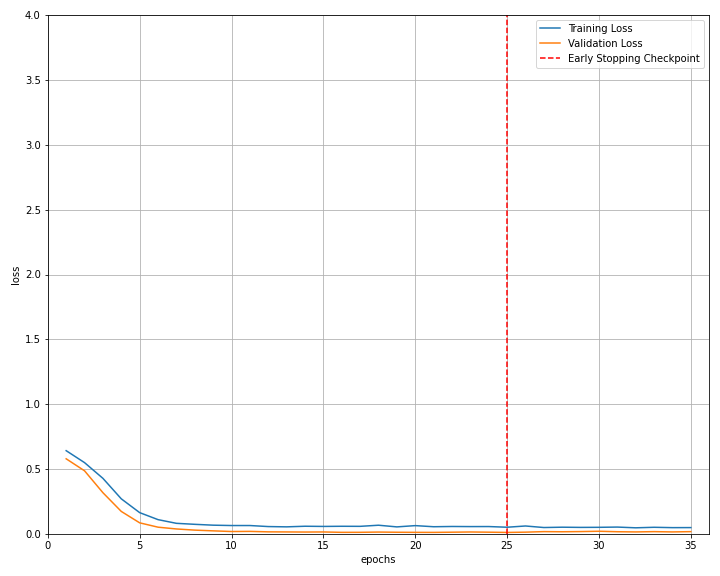 4.0
3.5
3.0
2.5
2.0
1.5
1.0
0.5
0.0
loss
0 5 10 15 20 25 30 35
epochs
Training Loss
Validation Loss
Early Stopping Checkpoint